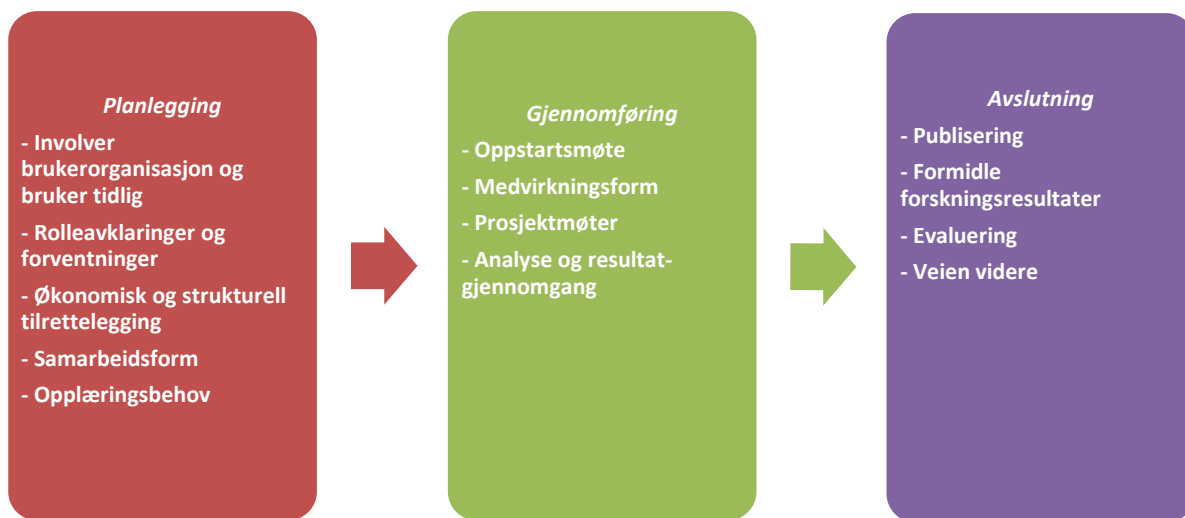 Planlegging
- Involver
brukerorganisasjon og
bruker tidlig
- Rolleavklaringer og
forventninger
- Økonomisk og strukturell
tilrettelegging
- Samarbeidsform
- Opplæringsbehov
Gjennomføring
- Oppstartsmøte
- Medvirkningsform
- Prosjektmøter
- Analyse og resultat-
gjennomgang
Avslutning
- Publisering
- Formidle
forskningsresultater
- Evaluering
- Veien videre